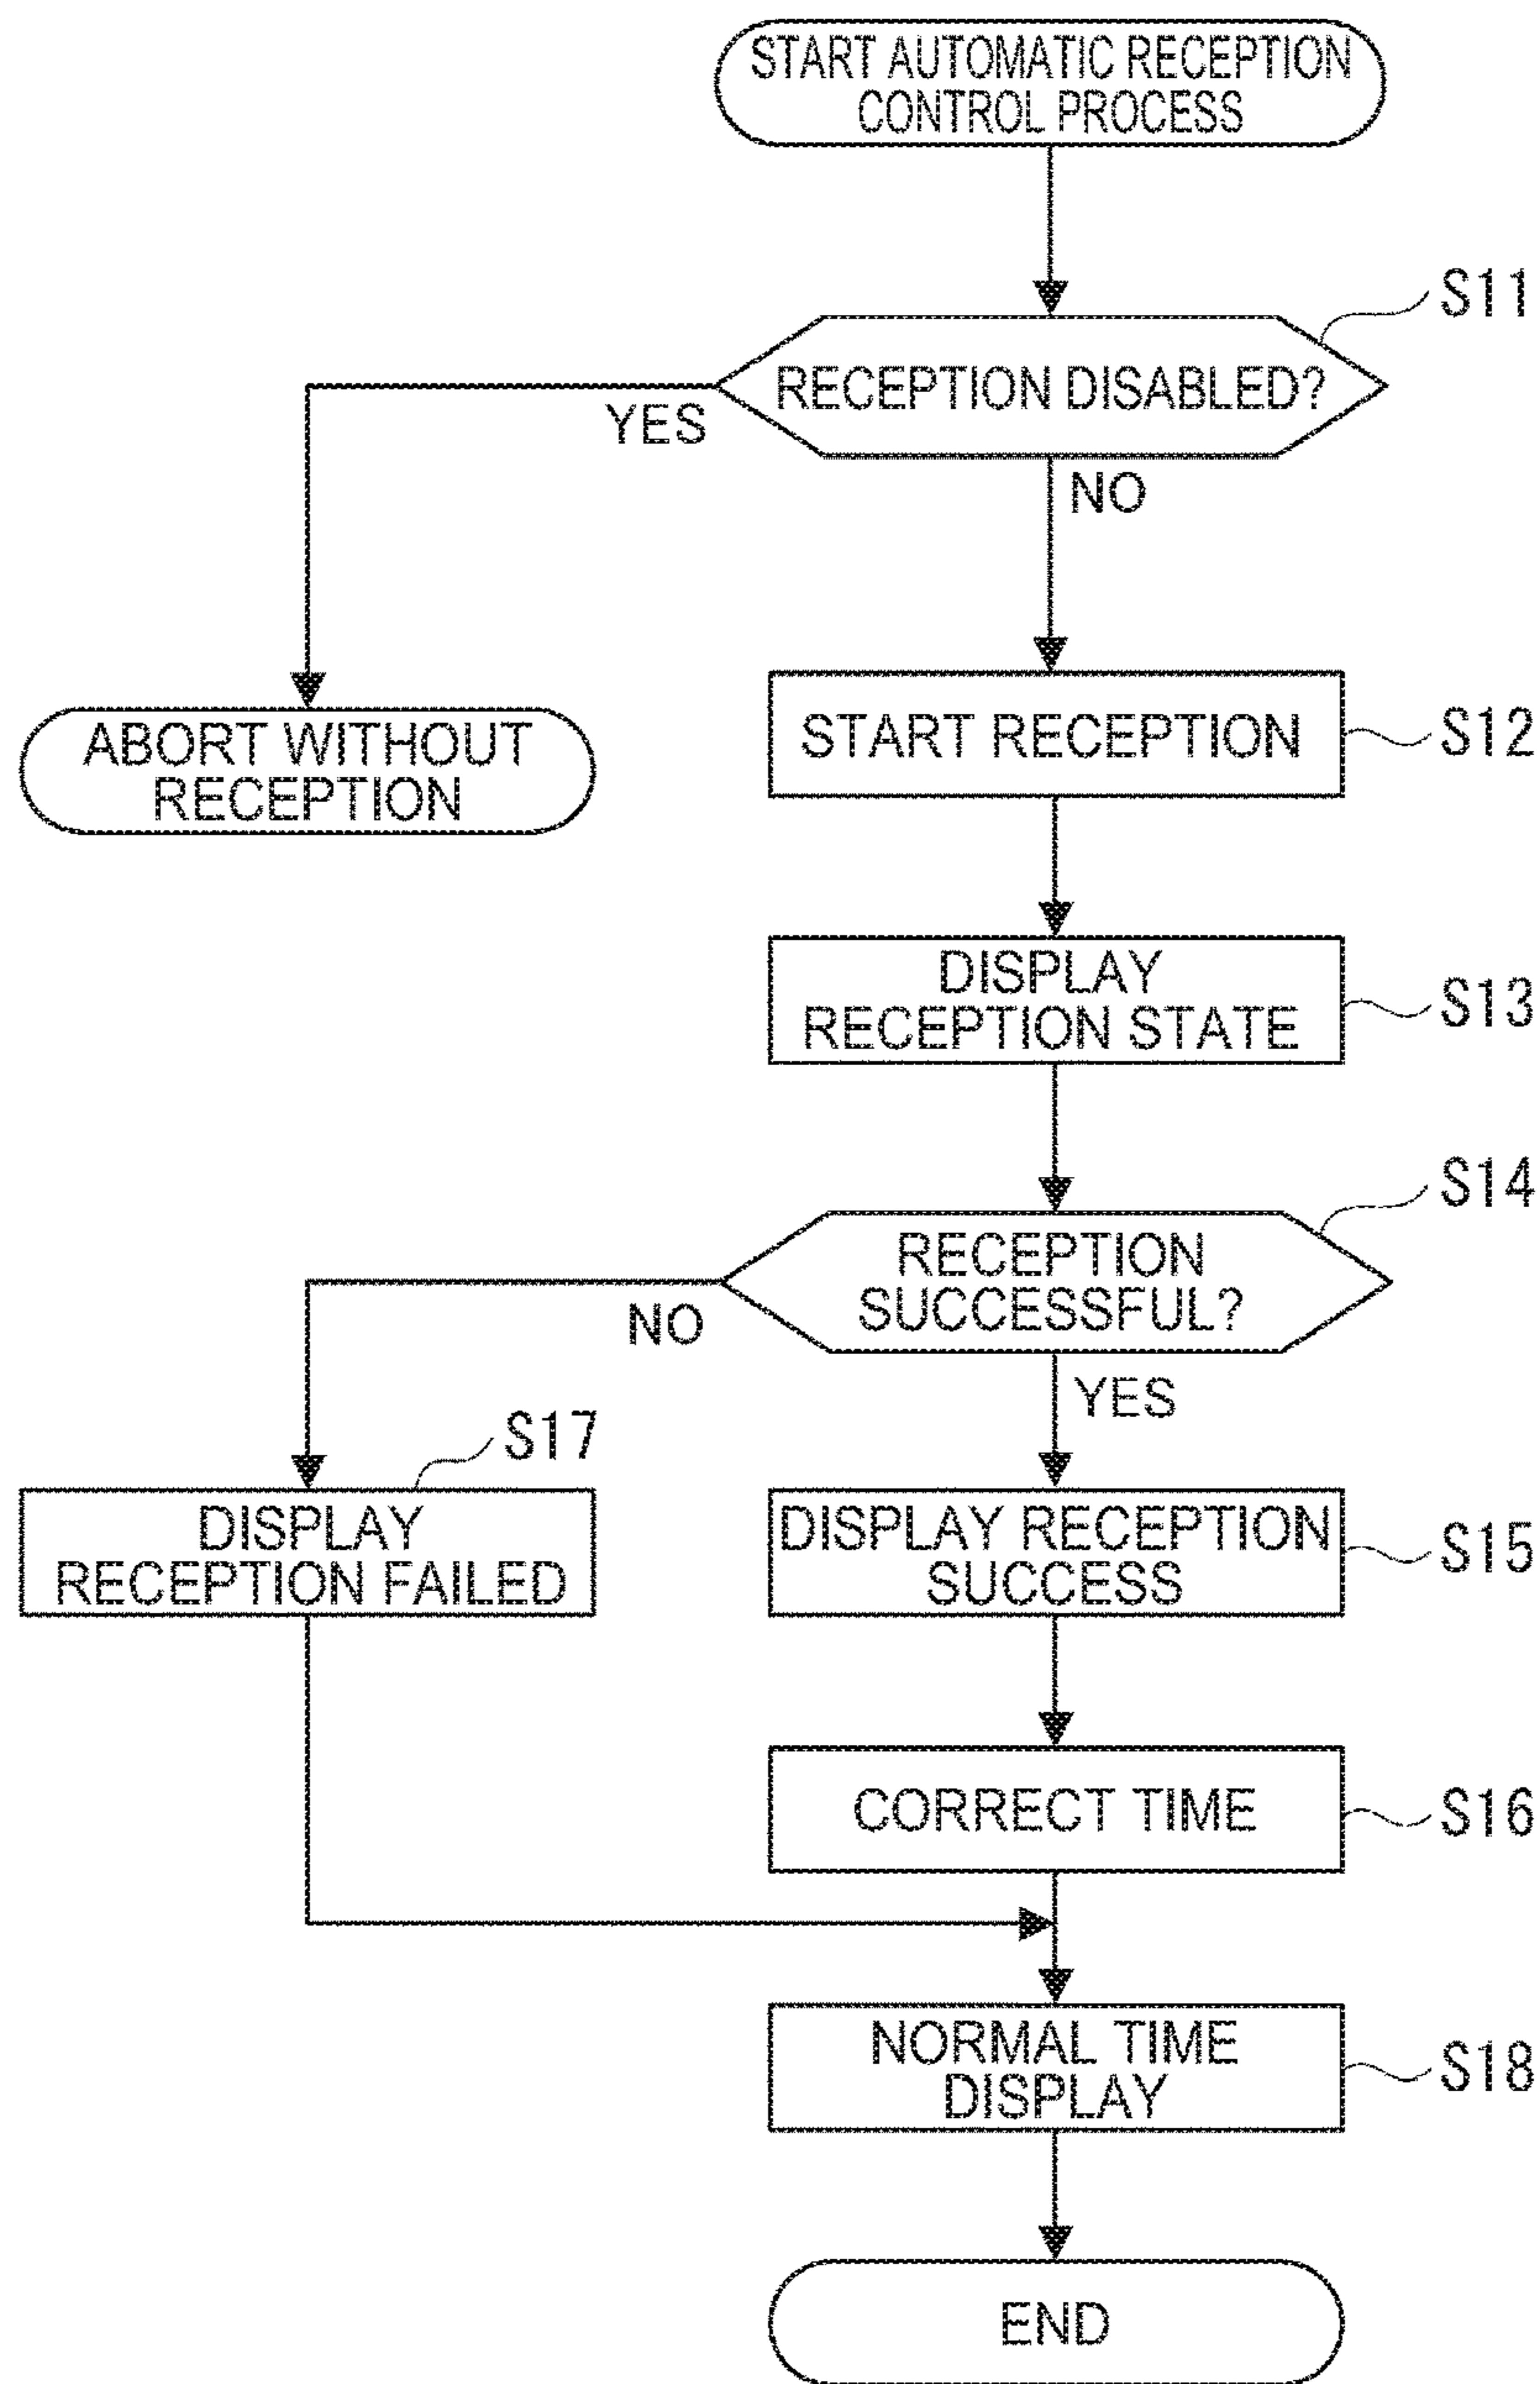 START AUTOMATIC RECEPTION
CONTROL PROCESS
S11
RECEPTION DISABLED?
YES
NO
ABORT WITHOUT
RECEPTION
START RECEPTION
S12
DISPLAY
RECEPTION STATE
S13
S14
RECEPTION
SUCCESSFUL?
NO
YES
S17
DISPLAY
RECEPTION FAILED
DISPLAY RECEPTION
SUCCESS
S15
CORRECT TIME
S16
NORMAL TIME
DISPLAY
S18
END